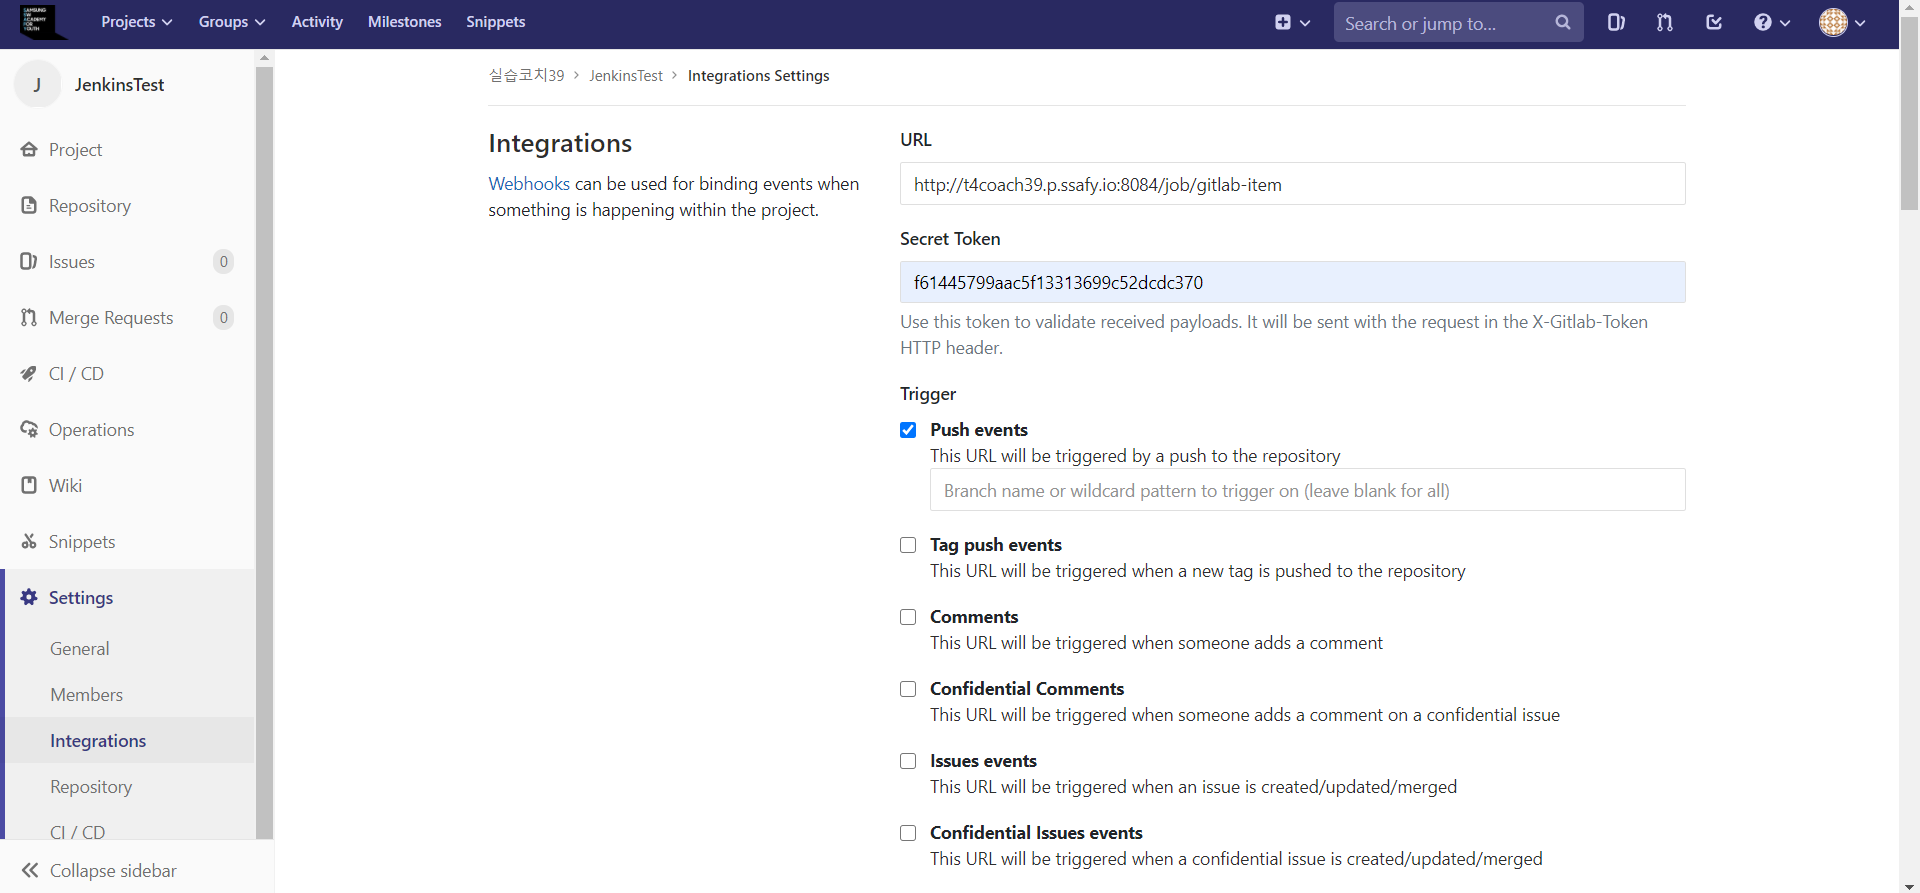 SAMSUNG
SW
ACADEMY
FOR
YOUTH
Projects
Groups
Activity
Milestones
Snippets
Search or jump to...
J
JenkinsTest
Project
Repository
Issues 0
Merge Requests 0
CI / CD
Operations
Wiki
Snippets
Settings
General
Members
Integrations
Repository
CI / CD
Collapse sidebar
실습코치39 > JenkinsTest > Integrations Settings
Integrations
Webhooks can be used for binding events when
something is happening within the project.
URL
http://t4coach39.p.ssafy.io:8084/job/gitlab-item
Secret Token
f61445799aac5f13313699c52dcdc370
Use this token to validate received payloads. It will be sent with the request in the X-Gitlab-Token
HTTP header.
Trigger
Push events
This URL will be triggered by a push to the repository
Branch name or wildcard pattern to trigger on (leave blank for all)
Tag push events
This URL will be triggered when a new tag is pushed to the repository
Comments
This URL will be triggered when someone adds a comment
Confidential Comments
This URL will be triggered when someone adds a comment on a confidential issue
Issues events
This URL will be triggered when an issue is created/updated/merged
Confidential Issues events
This URL will be triggered when a confidential issue is created/updated/merged